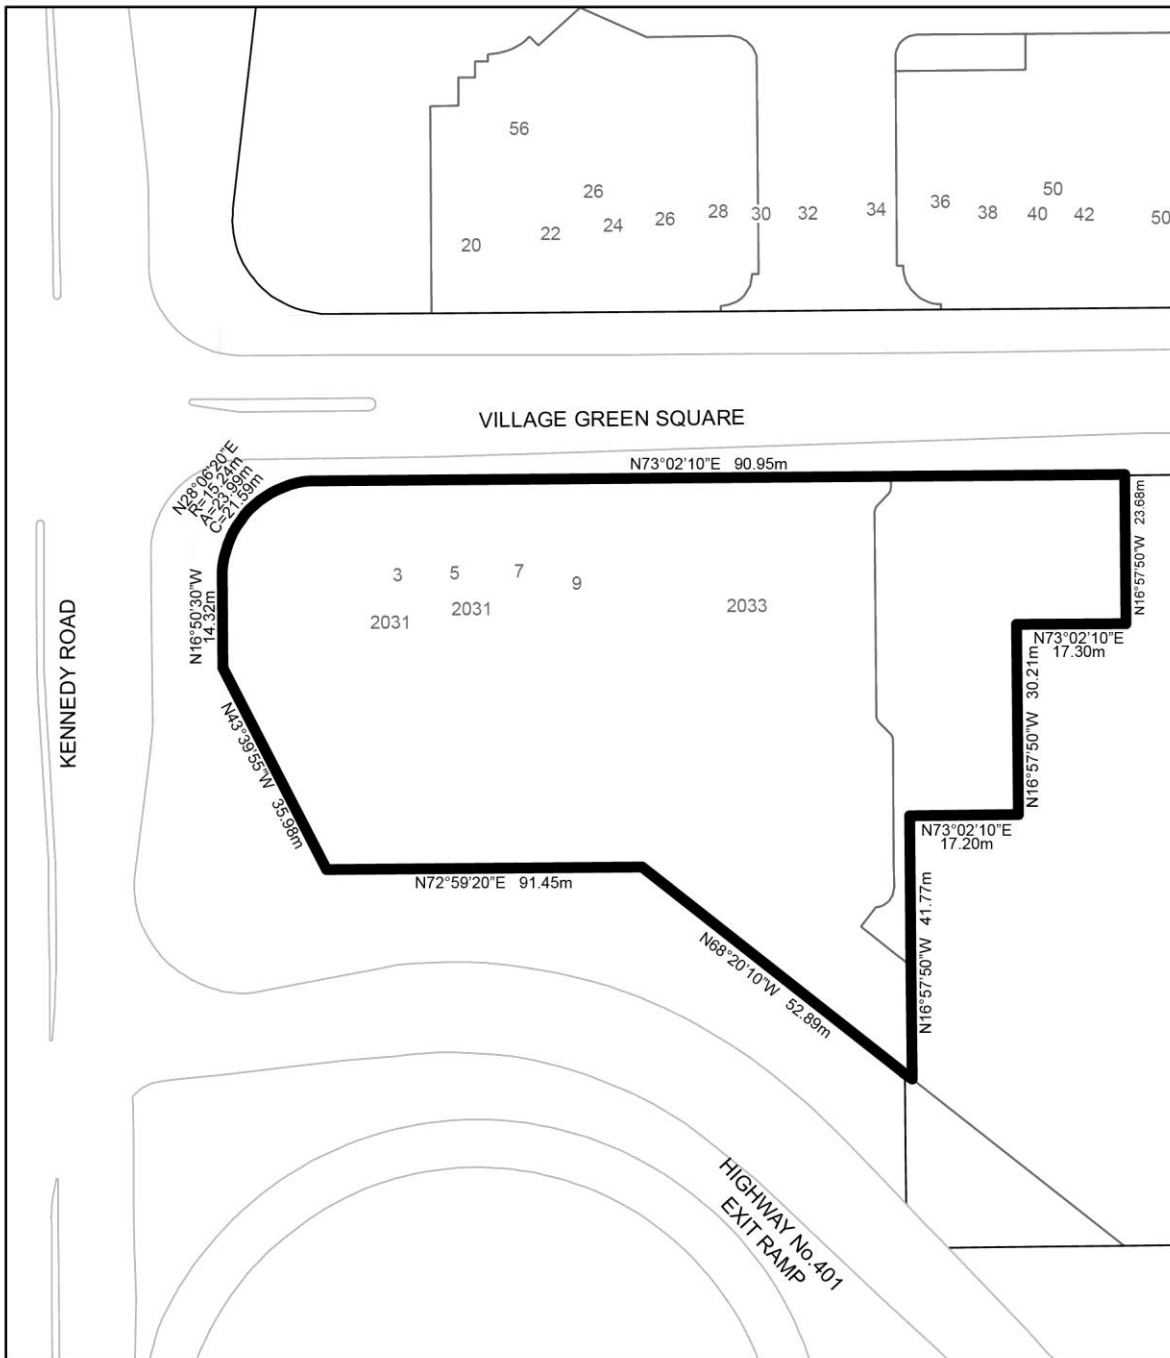 56
26
50
28
30
32
34
36
38
40
42
50
20
22
24
26
VILLAGE GREEN SQUARE
N28°06'20"E
R=15.24m
A=23.99m
C=21.59m
N73°02'10"E 90.95m
N16°57'50"W 23.68m
3
5
7
9
2031
2031
2033
N16°50'30"W
14.32m
KENNEDY ROAD
N73°02'10"E
17.30m
N16°57'50"W 30.21m
N43°39'55"W 35.98m
N73°02'10"E
17.20m
N72°59'20"E 91.45m
N16°57'50"W 41.77m
N68°20'10"W 52.89m
HIGHWAY No.401
EXIT RAMP